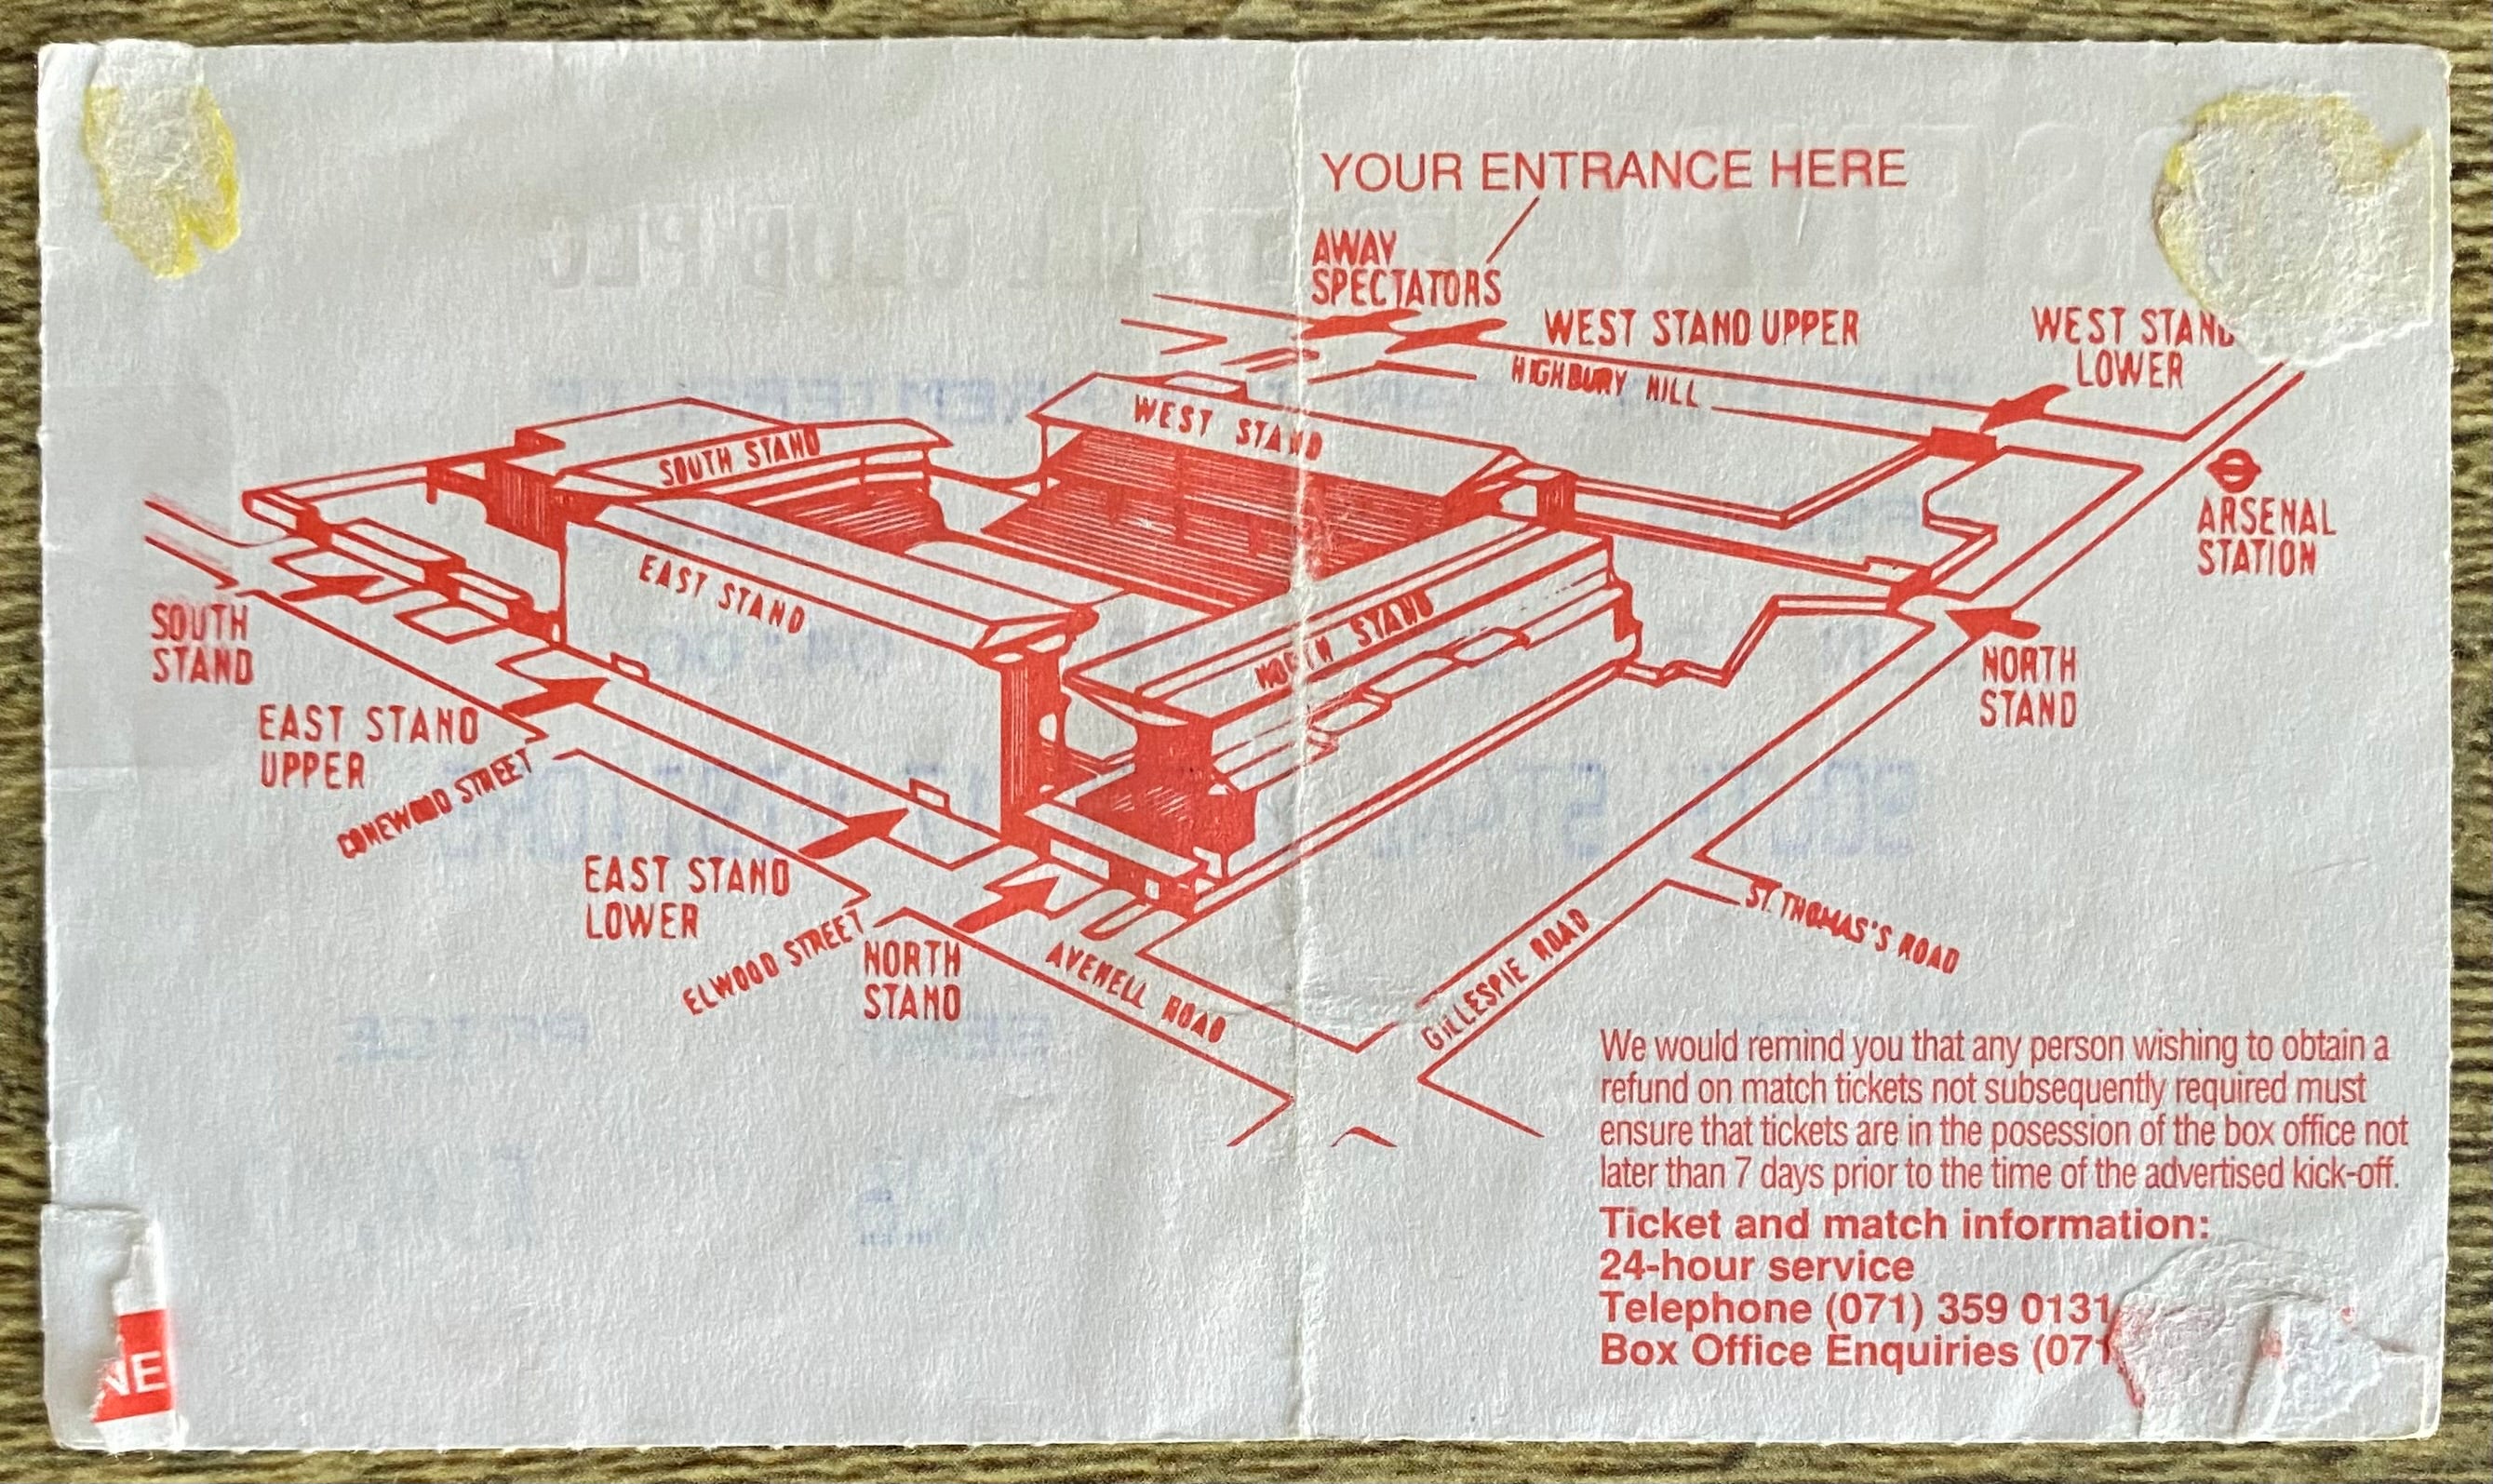 YOUR ENTRANCE HERE
AWAY
SPECTATORS
WEST STAND UPPER
WEST STAND
LOWER
HIGHBURY HILL
WEST STAND
SOUTH STAND
ARSENAL
STATION
EAST STAND
NORTH STAND
SOUTH
STAND
NORTH
STAND
EAST STAND
UPPER
CONEWOOD STREET
EAST STAND
LOWER
ELWOOD STREET
NORTH
STAND
AVENELL ROAD
GILLESPIE ROAD
ST. THOMAS'S ROAD
We would remind you that any person wishing to obtain a
refund on match tickets not subsequently required must
ensure that tickets are in the posession of the box office not
later than 7 days prior to the time of the advertised kick-off.
Ticket and match information:
24-hour service
Telephone (071) 359 0131
Box Office Enquiries (071
NE